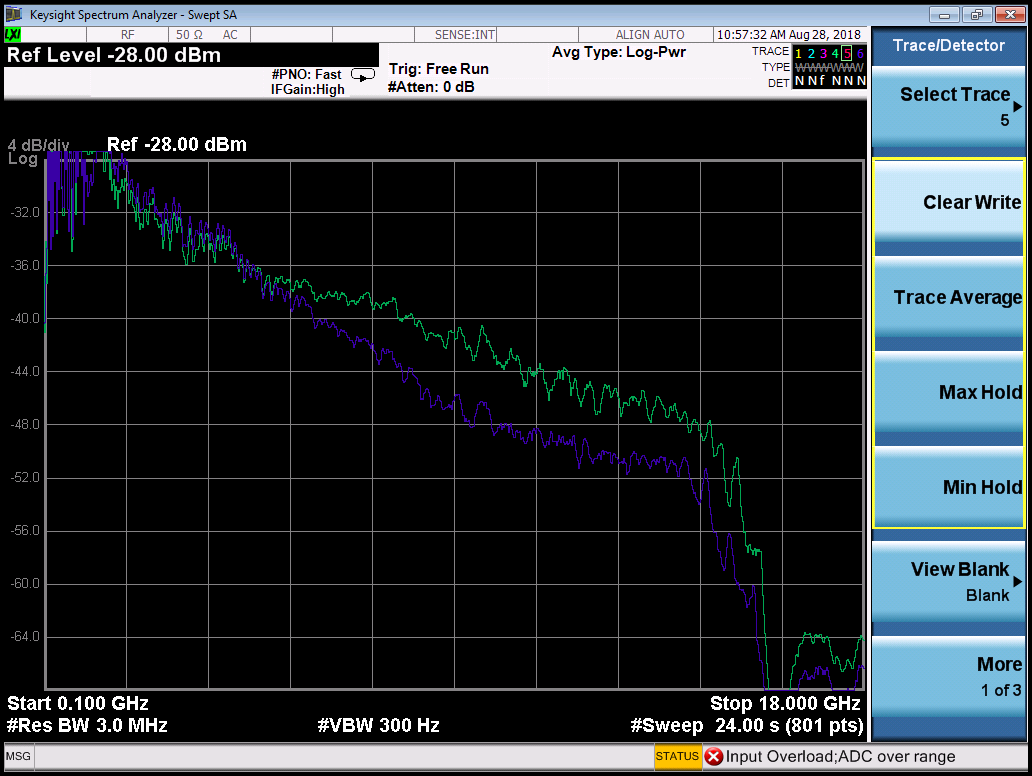 Keysight Spectrum Analyzer - Swept SA
LXI
RF
50 Ω
AC
SENSE:INT
ALIGN AUTO
10:57:32 AM Aug 28, 2018
Ref Level -28.00 dBm
#PNO: Fast
IFGain:High
Trig: Free Run
#Atten: 0 dB
Avg Type: Log-Pwr
TRACE 1 2 3 4 5 6
TYPE
DET N N f N N N
4 dB/div
Log
Ref -28.00 dBm
-32.0
-36.0
-40.0
-44.0
-48.0
-52.0
-56.0
-60.0
-64.0
Start 0.100 GHz
Stop 18.000 GHz
#Res BW 3.0 MHz
#VBW 300 Hz
#Sweep 24.00 s (801 pts)
Trace/Detector
Select Trace
5
Clear Write
Trace Average
Max Hold
Min Hold
View Blank
Blank
More
1 of 3
MSG
STATUS
Input Overload;ADC over range